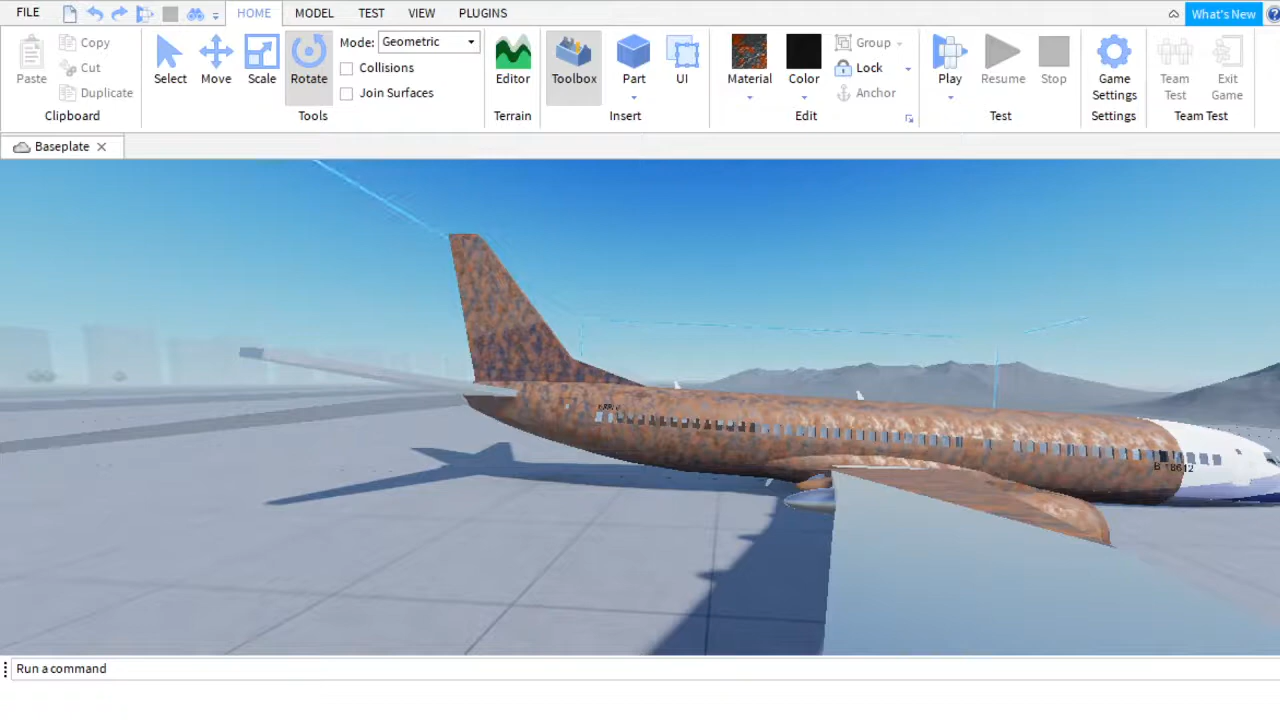 FILE HOME MODEL TEST VIEW PLUGINS What's New ?
Paste Copy Cut Duplicate Clipboard
Select Move Scale Rotate Mode: Geometric Collisions Join Surfaces Tools
Editor Terrain
Toolbox Part UI Insert
Material Color Group Lock Anchor Edit
Play Resume Stop Test
Game Settings Settings
Team Test Exit Game Team Test
Baseplate
B 18612
Run a command